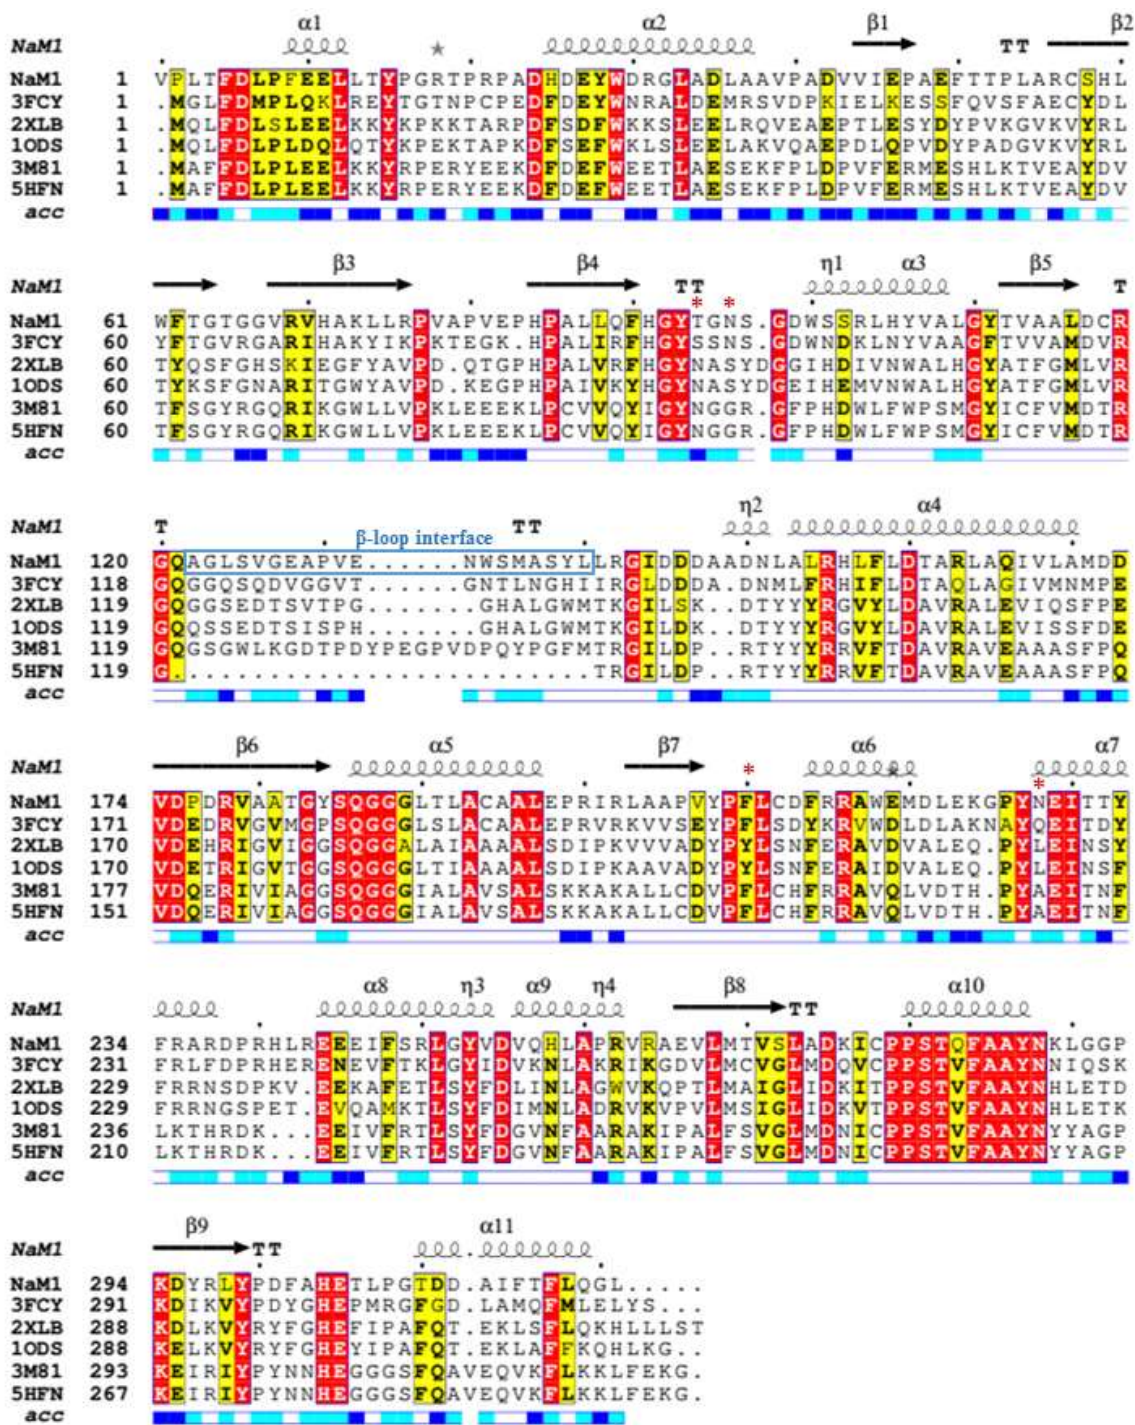 α1 α2 β1 β2
NaM1 ★ TT
NaM1 1 VPLTFDLPFEELLTYPGRTPRPADHDEYWDRGLADLAAVPADVVIEPAEFTTPLARCSHL
3FCY 1 .MGLFDMPLQKLREYTGTNPCPEDFDEYWNRALDEMRSVDPKIELKESSFQVSFAECYDL
2XLB 1 .MQLFDLSLEELKKYKPKKTARPDFSDFWKKSLEELRQVEAEPTLESYDYPVKGVKVYRL
1ODS 1 .MQLFDLPLDQLQTYKPEKTAPKDFSEFWKLSLEELAKVQAEPDLQPVDYPADGVKVYRL
3M81 1 .MAFFDLPLEELKKYRPERYEEKDFDEFWEETLAESEKFPLDPVFERMESHLKTVEAYDV
5HFN 1 .MAFFDLPLEELKKYRPERYEEKDFDEFWEETLAESEKFPLDPVFERMESHLKTVEAYDV
acc
β3 β4 η1 α3 β5
NaM1 TT T
* *
NaM1 61 WFTGTGGVRVHAKLLRPVAPVEPHPALLQFHGYTGNS.GDWSSRLHYVALGYTVAALDCR
3FCY 60 YFTGVRGARIHAKYIKPKTEGK.HPALIRFHGYSSNS.GDWNDKLNYVAAGFTVVAMDVR
2XLB 60 TYQSFGHSKIEGFYAVPD.QTGPHPALVRFHGYNASYDGGIHDIVNWALHGYATFGMLVR
1ODS 60 TYKSFGNARITGWYAVPD.KEGPHPAIVKYHGYNASYDGEIHEMVNWALHGYATFGMLVR
3M81 60 TFSGYRGQRIKGWLLVPKLEEEKLPCVVQYIGYNGGR.GFPHDWLFWPSMGYICFVMDTR
5HFN 60 TFSGYRGQRIKGWLLVPKLEEEKLPCVVQYIGYNGGR.GFPHDWLFWPSMGYICFVMDTR
acc
η2 α4
NaM1 T β-loop interface TT
NaM1 120 GQAGLSVGEAPVE......NWSMASYLLRGIDDDAADNLALRHLFLDTARLAQIVLAMDD
3FCY 118 GQGGQSQDVGGVT......GNTLNGHIIRGLDDDA.DNMLFRHIFLDTAQLAGIVMNMPE
2XLB 119 GQGGSEDTSVTPG.......GHALGWMTKGILSK..DTYYYRGVYLDAVRALEVIQSFPE
1ODS 119 GQQSSEDTSISPH.......GHALGWMTKGILDK..DTYYYRGVYLDAVRALEVISSFDE
3M81 119 GQGSGWLKGDTPDYPEGPVDPQYPGFMTRGILDP..RTYYYRRVFTDAVRAVEAAASFPQ
5HFN 119 G..........................TRGILDP..RTYYYRRVFTDAVRAVEAAASFPQ
acc
β6 α5 β7 α6 α7
NaM1 * ★ *
NaM1 174 VDPDRVAATGYSQGGGLTLACAALEPRIRLAAPVYPFLCDFRRAWEMDLEKGPYNEITTY
3FCY 171 VDEDRVGVMGPSQGGGLSLACAALEPRVRKVVSEYPFLSDYKRVWDLDLAKNAYQEITDY
2XLB 170 VDEHRIGVIGGSQGGALAIAAAALSDIPKVVVADYPYLSNFERAVDVALEQ.PYLEINSY
1ODS 170 VDETRIGVTGGSQGGGLTIAAAALSDIPKAAVADYPYLSNFERAIDVALEQ.PYLEINSF
3M81 177 VDQERIVIAGGSQGGGIALAVSALSKKAKALLCDVPFLCHFRRAVQLVDTH.PYAEITNF
5HFN 151 VDQERIVIAGGSQGGGIALAVSALSKKAKALLCDVPFLCHFRRAVQLVDTH.PYAEITNF
acc
α8 η3 α9 η4 β8 α10
NaM1 TT
NaM1 234 FRARDPRHLREEEIFSRLGYVDVQHLAPRVRAEVLMTVSLADKICPPSTQFAAYNKLGGP
3FCY 231 FRLFDPRHERENEVFTKLGYIDVKNLAKRIKGDVLMCVGLMDQVCPPSTVFAAYNNIQSK
2XLB 229 FRRNSDPKV.EEKAFETLSYFDLINLAGWVKQPTLMAIGLIDKITPPSTVFAAYNHLETD
1ODS 229 FRRNGSPET.EVQAMKTLSYFDIMNLADRVKVPVLMSIGLIDKVTPPSTVFAAYNHLETK
3M81 236 LKTHRDK...EEIVFRTLSYFDGVNFAARAKIPALFSVGLMDNICPPSTVFAAYNYYAGP
5HFN 210 LKTHRDK...EEIVFRTLSYFDGVNFAARAKIPALFSVGLMDNICPPSTVFAAYNYYAGP
acc
β9 α11
NaM1 TT
NaM1 294 KDYRLYPDFAHETLPGTDD.AIFTFLQGL.....
3FCY 291 KDIKVYPDYGHEPMRGFGD.LAMQFMLELYS...
2XLB 288 KDLKVYRYFGHEFIPAFQT.EKLSFLQKHLLLST
1ODS 288 KELKVYRYFGHEYIPAFQT.EKLAFFKQHLKG..
3M81 293 KEIRIYPYNNHEGGGSFQAVEQVKFLKKLFEKG.
5HFN 267 KEIRIYPYNNHEGGGSFQAVEQVKFLKKLFEKG.
acc